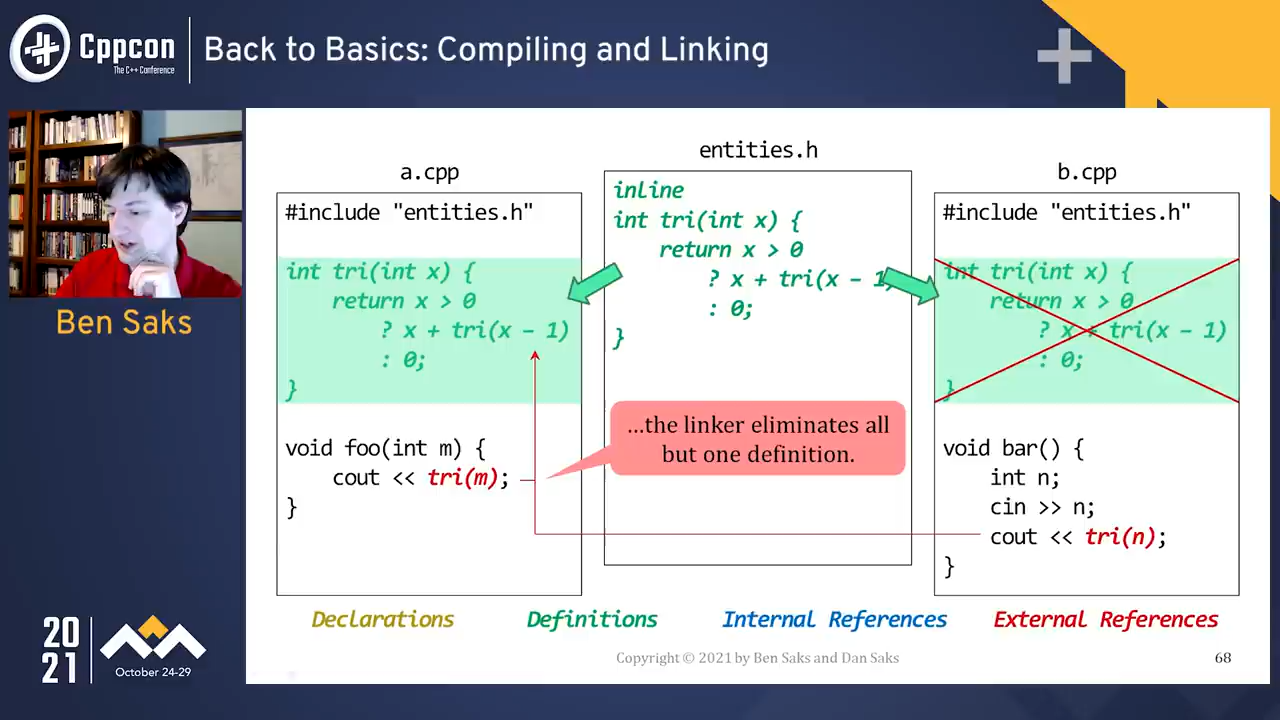 Cppcon
The C++ Conference
Back to Basics: Compiling and Linking
Ben Saks
20
21
October 24-29
a.cpp
#include "entities.h"
int tri(int x) {
return x > 0
? x + tri(x – 1)
: 0;
}
void foo(int m) {
cout << tri(m);
}
entities.h
inline
int tri(int x) {
return x > 0
? x + tri(x – 1)
: 0;
}
…the linker eliminates all
but one definition.
b.cpp
#include "entities.h"
int tri(int x) {
return x > 0
? x + tri(x – 1)
: 0;
}
void bar() {
int n;
cin >> n;
cout << tri(n);
}
Declarations
Definitions
Internal References
External References
Copyright © 2021 by Ben Saks and Dan Saks
68